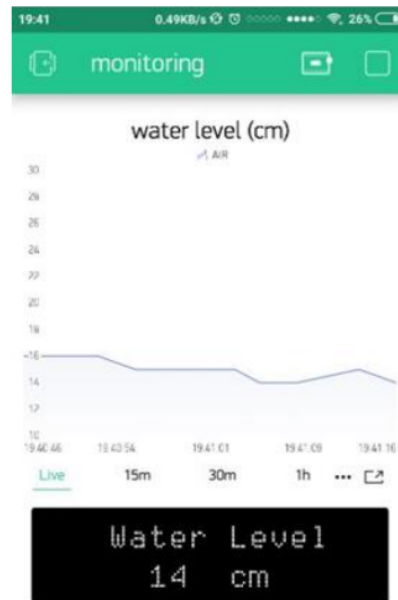 19:41 0.49KB/s 26%
monitoring
water level (cm)
AIR
30
28
26
24
22
20
18
16
14
12
10
19:40:46 19:40:54 19:41:01 19:41:09 19:41:16
Live 15m 30m 1h •••
Water Level
14 cm